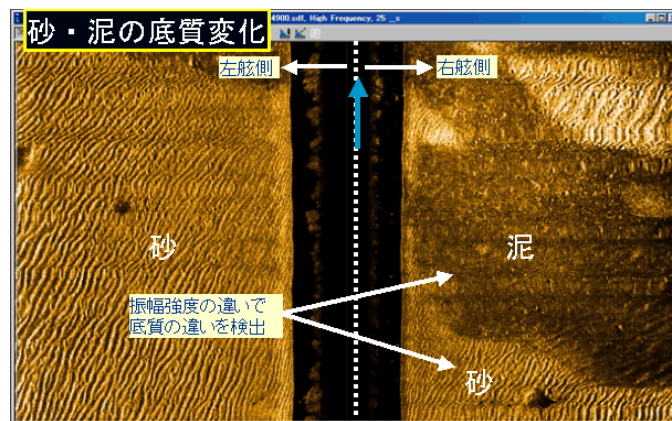 4900.sdf, High Frequency, 25 _s
砂・泥の底質変化
左舷側
右舷側
砂
泥
振幅強度の違いで
底質の違いを検出
砂